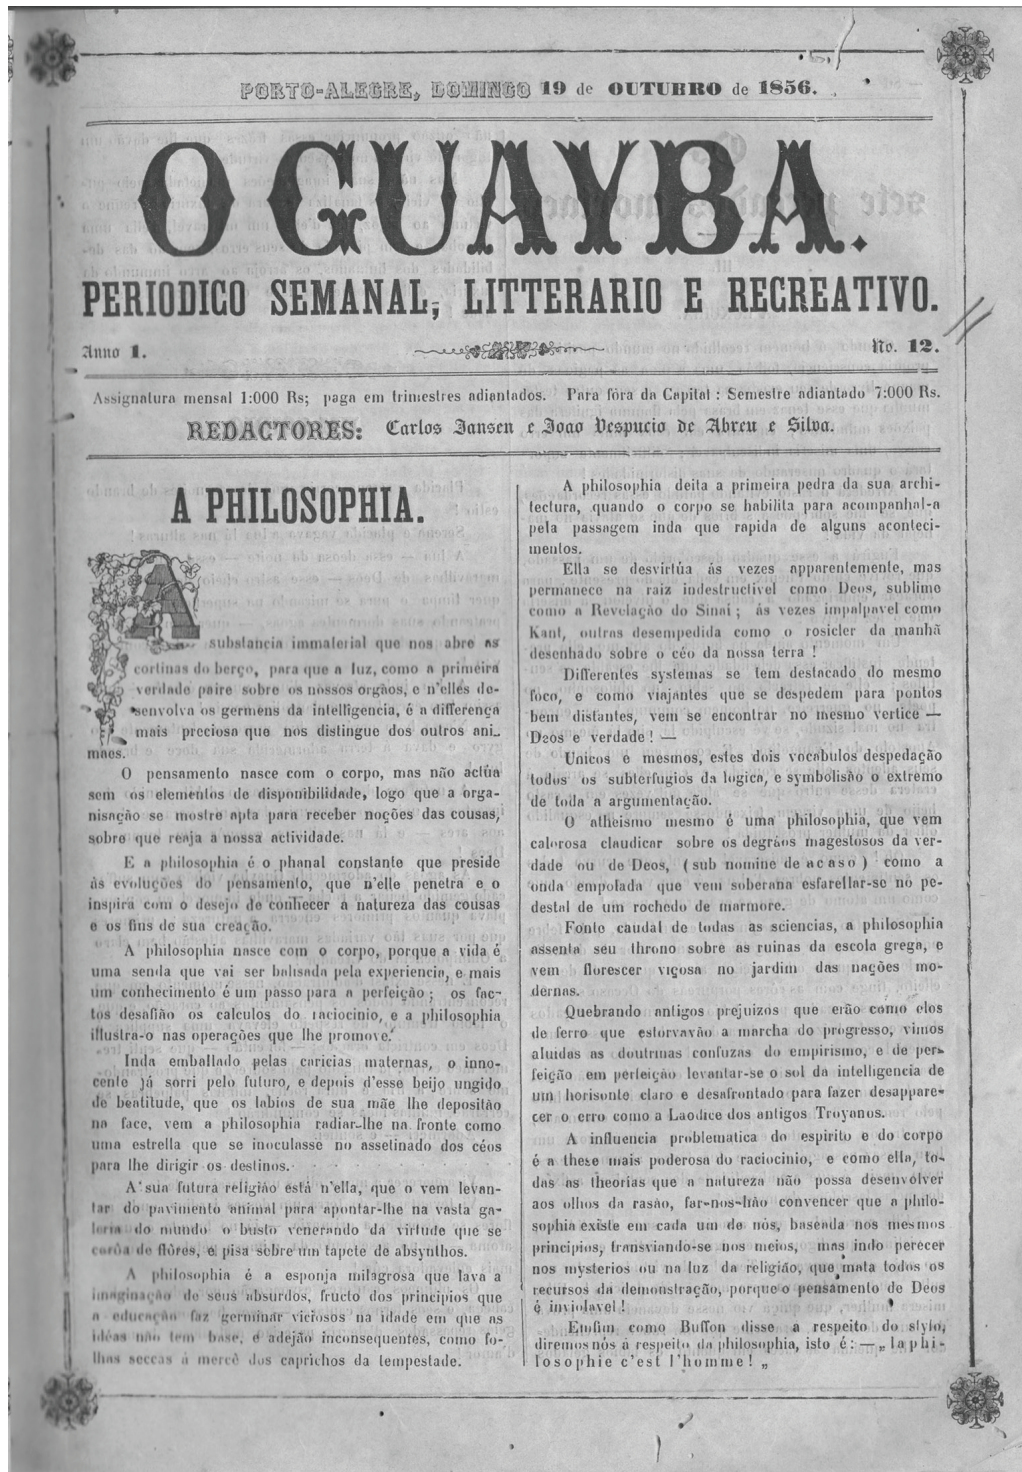 PORTO-ALEGRE, DOMINGO 19 de OUTUBRO de 1856.
O GUAYBA.
PERIODICO SEMANAL, LITTERARIO E RECREATIVO.
Anno 1.
No. 12.
Assignatura mensal 1:000 Rs; paga em trimestres adiantados. Para fóra da Capital : Semestre adiantado 7:000 Rs.
REDACTORES: Carlos Jansen e Joao Vespucio de Abreu e Silva.
A PHILOSOPHIA.
A substancia immaterial que nos abre as
cortinas do berço, para que a luz, como a primeira
verdade paire sobre os nossos orgãos, e n'elles de-
senvolva os germens da intelligencia, é a differença
mais preciosa que nos distingue dos outros ani-
maes.
O pensamento nasce com o corpo, mas não actúa
sem os elementos de disponibilidade, logo que a orga-
nisação se mostre apta para receber noções das cousas,
sobre que reaja a nossa actividade.
E a philosophia é o phanal constante que preside
ás evoluções do pensamento, que n'elle penetra e o
inspira com o desejo de conhecer a natureza das cousas
e os fins de sua creação.
A philosophia nasce com o corpo, porque a vida é
uma senda que vai ser balisada pela experiencia, e mais
um conhecimento é um passo para a perfeição ; os fac-
tos desafião os calculos do raciocinio, e a philosophia
illustra-o nas operações que lhe promove.
Inda emballado pelas caricias maternas, o inno-
cente já sorri pelo futuro, e depois d'esse beijo ungido
de beatitude, que os labios de sua mãe lhe depositão
na face, vem a philosophia radiar-lhe na fronte como
uma estrella que se inoculasse no assetinado dos céos
para lhe dirigir os destinos.
A sua futura religião está n'ella, que o vem levan-
tar do pavimento animal para apontar-lhe na vasta ga-
leria do mundo o busto venerando da virtude que se
corôa de flôres, e pisa sobre um tapete de absynthos.
A philosophia é a esponja milagrosa que lava a
imaginação de seus absurdos, fructo dos principios que
a educação faz germinar viciosos na idade em que as
idéas não tem base, e adejão inconsequentes, como fo-
lhas seccas á mercê dos caprichos da tempestade.
A philosophia deita a primeira pedra da sua archi-
tectura, quando o corpo se habilita para acompanhal-a
pela passagem inda que rapida de alguns aconteci-
mentos.
Ella se desvirtúa ás vezes apparentemente, mas
permanece na raiz indestructivel como Deos, sublime
como a Revelação do Sinai ; ás vezes impalpavel como
Kant, outras desempedida como o rosicler da manhã
desenhado sobre o céo da nossa terra !
Differentes systemas se tem destacado do mesmo
fóco, e como viajantes que se despedem para pontos
bem distantes, vem se encontrar no mesmo vertice —
Deos e verdade ! —
Unicos e mesmos, estes dois vocabulos despedação
todos os subterfugios da logica, e symbolisão o extremo
de toda a argumentação.
O atheismo mesmo é uma philosophia, que vem
calorosa claudicar sobre os degráos magestosos da ver-
dade ou de Deos, ( sub nomine de acaso ) como a
onda empolada que vem soberana esfarellar-se no pe-
destal de um rochedo de marmore.
Fonte caudal de todas as sciencias, a philosophia
assenta seu throno sobre as ruinas da escola grega, e
vem florescer viçosa no jardim das nações mo-
dernas.
Quebrando antigos prejuizos que erão como elos
de ferro que estorvavão a marcha do progresso, vimos
aluidas as doutrinas confuzas do empirismo, e de per-
feição em perfeição levantar-se o sol da intelligencia de
um horisonte claro e desafrontado para fazer desappare-
cer o erro como a Laodice dos antigos Troyanos.
A influencia problematica do espirito e do corpo
é a these mais poderosa do raciocinio, e como ella, to-
das as theorias que a natureza não possa desenvolver
aos olhos da rasão, far-nos-hão convencer que a philo-
sophia existe em cada um de nós, baseada nos mesmos
principios, transviando-se nos meios, mas indo perecer
nos mysterios ou na luz da religião, que mata todos os
recursos da demonstração, porque o pensamento de Deos
é inviolavel !
Emfim como Buffon disse a respeito do stylo,
diremos nós a respeito da philosophia, isto é : — „ la phi-
losophie c'est l'homme ! „